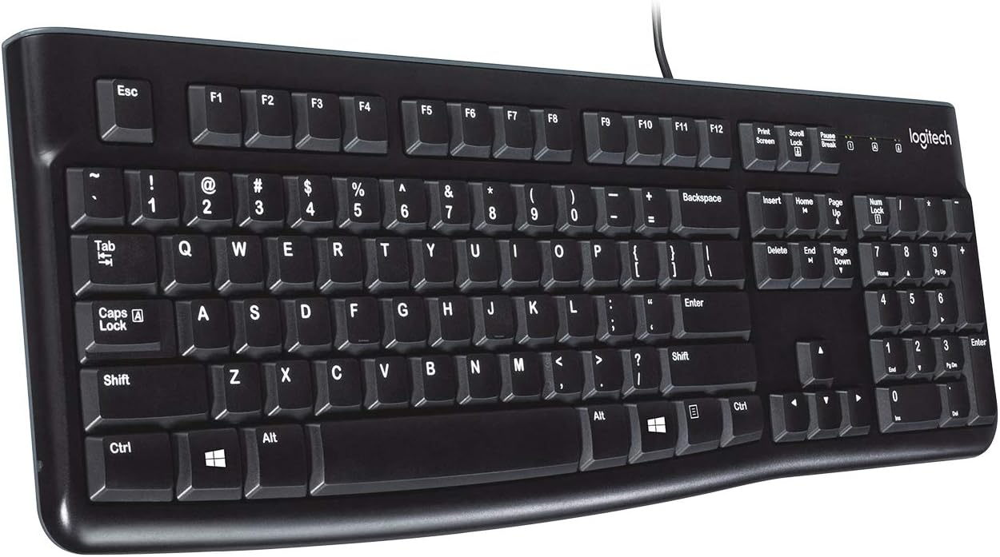 Esc F1 F2 F3 F4 F5 F6 F7 F8 F9 F10 F11 F12 Print Screen Scroll Lock Pause Break 1 A logitech
~ ` ! 1 @ 2 # 3 $ 4 % 5 ^ 6 & 7 * 8 ( 9 ) 0 — - + = Backspace Insert Home Page Up Num Lock 1 / * -
Tab Q W E R T Y U I O P { [ } ] | \ Delete End Page Down 7 Home 8 9 Pg Up +
Caps Lock A A S D F G H J K L : ; “ ‘ Enter 4 5 6
Shift Z X C V B N M < , > . ? / Shift 1 End 2 3 Pg Dn Enter
Ctrl Alt Alt Ctrl 0 Ins . Del